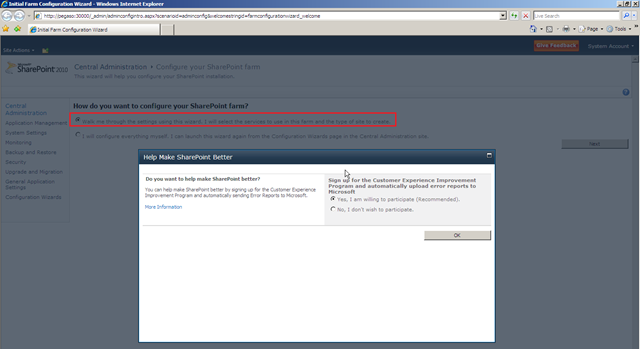 Initial Farm Configuration Wizard - Windows Internet Explorer
http://pegaso:30000/_admin/adminconfigintro.aspx?scenarioid=adminconfig&welcomestringid=farmconfigurationwizard_welcome
Live Search
Initial Farm Configuration Wizard
Page
Tools
Site Actions
Give Feedback
System Account
Microsoft
SharePoint 2010
Central Administration
Configure your SharePoint farm
This wizard will help you configure your SharePoint installation.
Central
Administration
Application Management
System Settings
Monitoring
Backup and Restore
Security
Upgrade and Migration
General Application
Settings
Configuration Wizards
How do you want to configure your SharePoint farm?
Walk me through the settings using this wizard. I will select the services to use in this farm and the type of site to create.
I will configure everything myself. I can launch this wizard again from the Configuration Wizards page in the Central Administration site.
Next
Help Make SharePoint Better
Do you want to help make SharePoint better?
You can help make SharePoint better by signing up for the Customer Experience
Improvement Program and automatically sending Error Reports to Microsoft.
More Information
Sign up for the Customer Experience Improvement
Program and automatically upload error reports to
Microsoft
Yes, I am willing to participate (Recommended).
No, I don't wish to participate.
OK